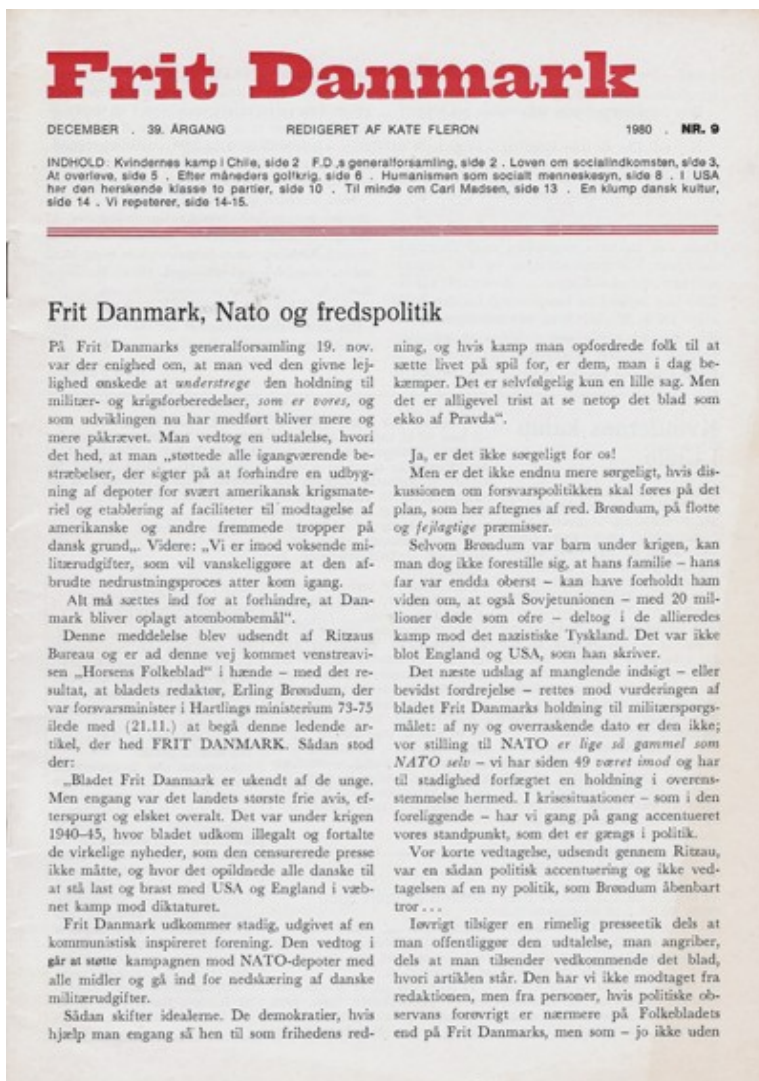 Frit Danmark
DECEMBER . 39. ÅRGANG REDIGERET AF KATE FLERON 1980 . NR. 9
INDHOLD: Kvindernes kamp i Chile, side 2 F.D.,s generalforsamling, side 2 . Loven om socialindkomsten, side 3,
At overleve, side 5 . Efter måneders golfkrig, side 6 . Humanismen som socialt menneskesyn, side 8 . I USA
har den herskende klasse to partier, side 10 . Til minde om Carl Madsen, side 13 . En klump dansk kultur,
side 14 . Vi repeterer, side 14-15.
Frit Danmark, Nato og fredspolitik
På Frit Danmarks generalforsamling 19. nov.
var der enighed om, at man ved den givne lej-
lighed ønskede at understrege den holdning til
militær- og krigsforberedelser, som er vores, og
som udviklingen nu har medført bliver mere og
mere påkrævet. Man vedtog en udtalelse, hvori
det hed, at man „støttede alle igangværende be-
stræbelser, der sigter på at forhindre en udbyg-
ning af depoter for svært amerikansk krigsmate-
riel og etablering af faciliteter til modtagelse af
amerikanske og andre fremmede tropper på
dansk grund„. Videre: „Vi er imod voksende mi-
litærudgifter, som vil vanskeliggøre at den af-
brudte nedrustningsproces atter kom igang.
Alt må sættes ind for at forhindre, at Dan-
mark bliver oplagt atombombemål“.
Denne meddelelse blev udsendt af Ritzaus
Bureau og er ad denne vej kommet venstreavi-
sen „Horsens Folkeblad“ i hænde – med det re-
sultat, at bladets redaktør, Erling Brøndum, der
var forsvarsminister i Hartlings ministerium 73-75
ilede med (21.11.) at begå denne ledende ar-
tikel, der hed FRIT DANMARK. Sådan stod
der:
„Bladet Frit Danmark er ukendt af de unge.
Men engang var det landets største frie avis, ef-
terspurgt og elsket overalt. Det var under krigen
1940–45, hvor bladet udkom illegalt og fortalte
de virkelige nyheder, som den censurerede presse
ikke måtte, og hvor det opildnede alle danske til
at stå last og brast med USA og England i væb-
net kamp mod diktaturet.
Frit Danmark udkommer stadig, udgivet af en
kommunistisk inspireret forening. Den vedtog i
går at støtte kampagnen mod NATO-depoter med
alle midler og gå ind for nedskæring af danske
militærudgifter.
Sådan skifter idealerne. De demokratier, hvis
hjælp man engang så hen til som frihedens red-
ning, og hvis kamp man opfordrede folk til at
sætte livet på spil for, er dem, man i dag be-
kæmper. Det er selvfølgelig kun en lille sag. Men
det er alligevel trist at se netop det blad som
ekko af Pravda“.
Ja, er det ikke sørgeligt for os!
Men er det ikke endnu mere sørgeligt, hvis dis-
kussionen om forsvarspolitikken skal føres på det
plan, som her aftegnes af red. Brøndum, på flotte
og fejlagtige præmisser.
Selvom Brøndum var barn under krigen, kan
man dog ikke forestille sig, at hans familie – hans
far var endda oberst – kan have forholdt ham
viden om, at også Sovjetunionen – med 20 mil-
lioner døde som ofre – deltog i de allieredes
kamp mod det nazistiske Tyskland. Det var ikke
blot England og USA, som han skriver.
Det næste udslag af manglende indsigt – eller
bevidst fordrejelse – rettes mod vurderingen af
bladet Frit Danmarks holdning til militærspørgs-
målet: af ny og overraskende dato er den ikke;
vor stilling til NATO er lige så gammel som
NATO selv – vi har siden 49 været imod og har
til stadighed forfægtet en holdning i overens-
stemmelse hermed. I krisesituationer – som i den
foreliggende – har vi gang på gang accentueret
vores standpunkt, som det er gængs i politik.
Vor korte vedtagelse, udsendt gennem Ritzau,
var en sådan politisk accentuering og ikke ved-
tagelsen af en ny politik, som Brøndum åbenbart
tror . . .
Iøvrigt tilsiger en rimelig presseetik dels at
man offentliggør den udtalelse, man angriber,
dels at man tilsender vedkommende det blad,
hvori artiklen står. Den har vi ikke modtaget fra
redaktionen, men fra personer, hvis politiske ob-
servans forøvrigt er nærmere på Folkebladets
end på Frit Danmarks, men som – jo ikke uden